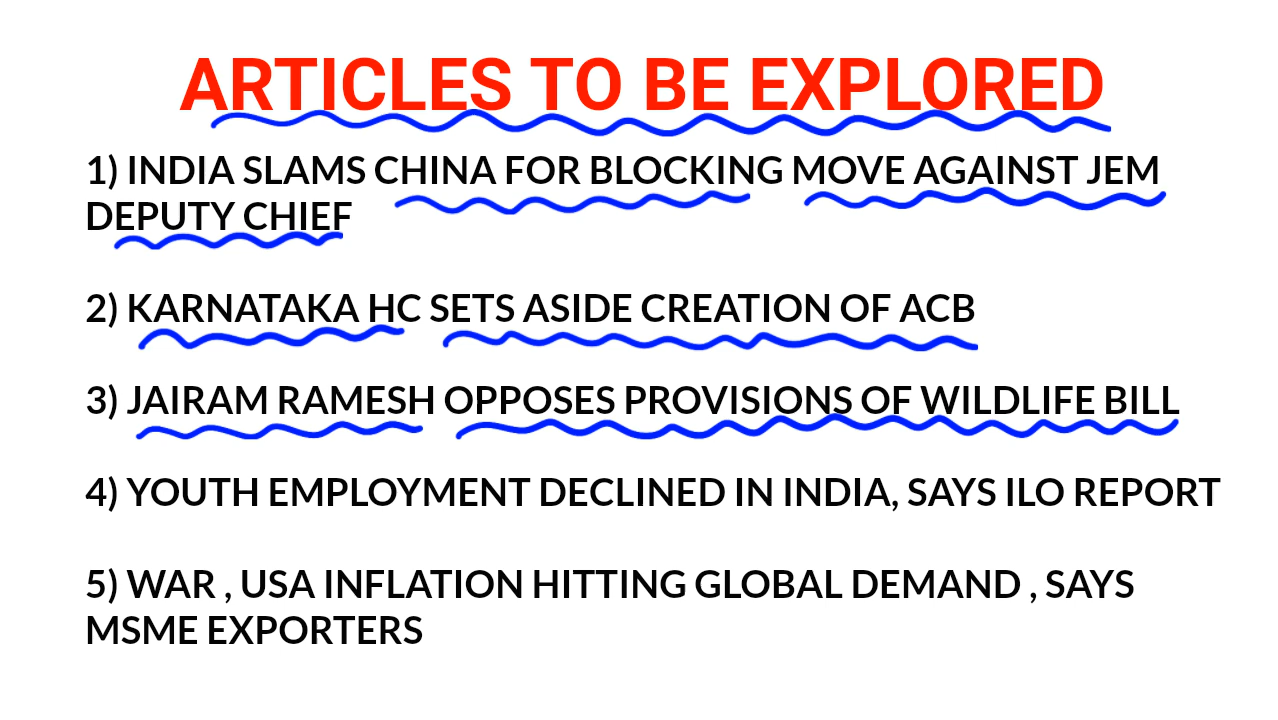 ARTICLES TO BE EXPLORED
1) INDIA SLAMS CHINA FOR BLOCKING MOVE AGAINST JEM
DEPUTY CHIEF
2) KARNATAKA HC SETS ASIDE CREATION OF ACB
3) JAIRAM RAMESH OPPOSES PROVISIONS OF WILDLIFE BILL
4) YOUTH EMPLOYMENT DECLINED IN INDIA, SAYS ILO REPORT
5) WAR , USA INFLATION HITTING GLOBAL DEMAND , SAYS
MSME EXPORTERS